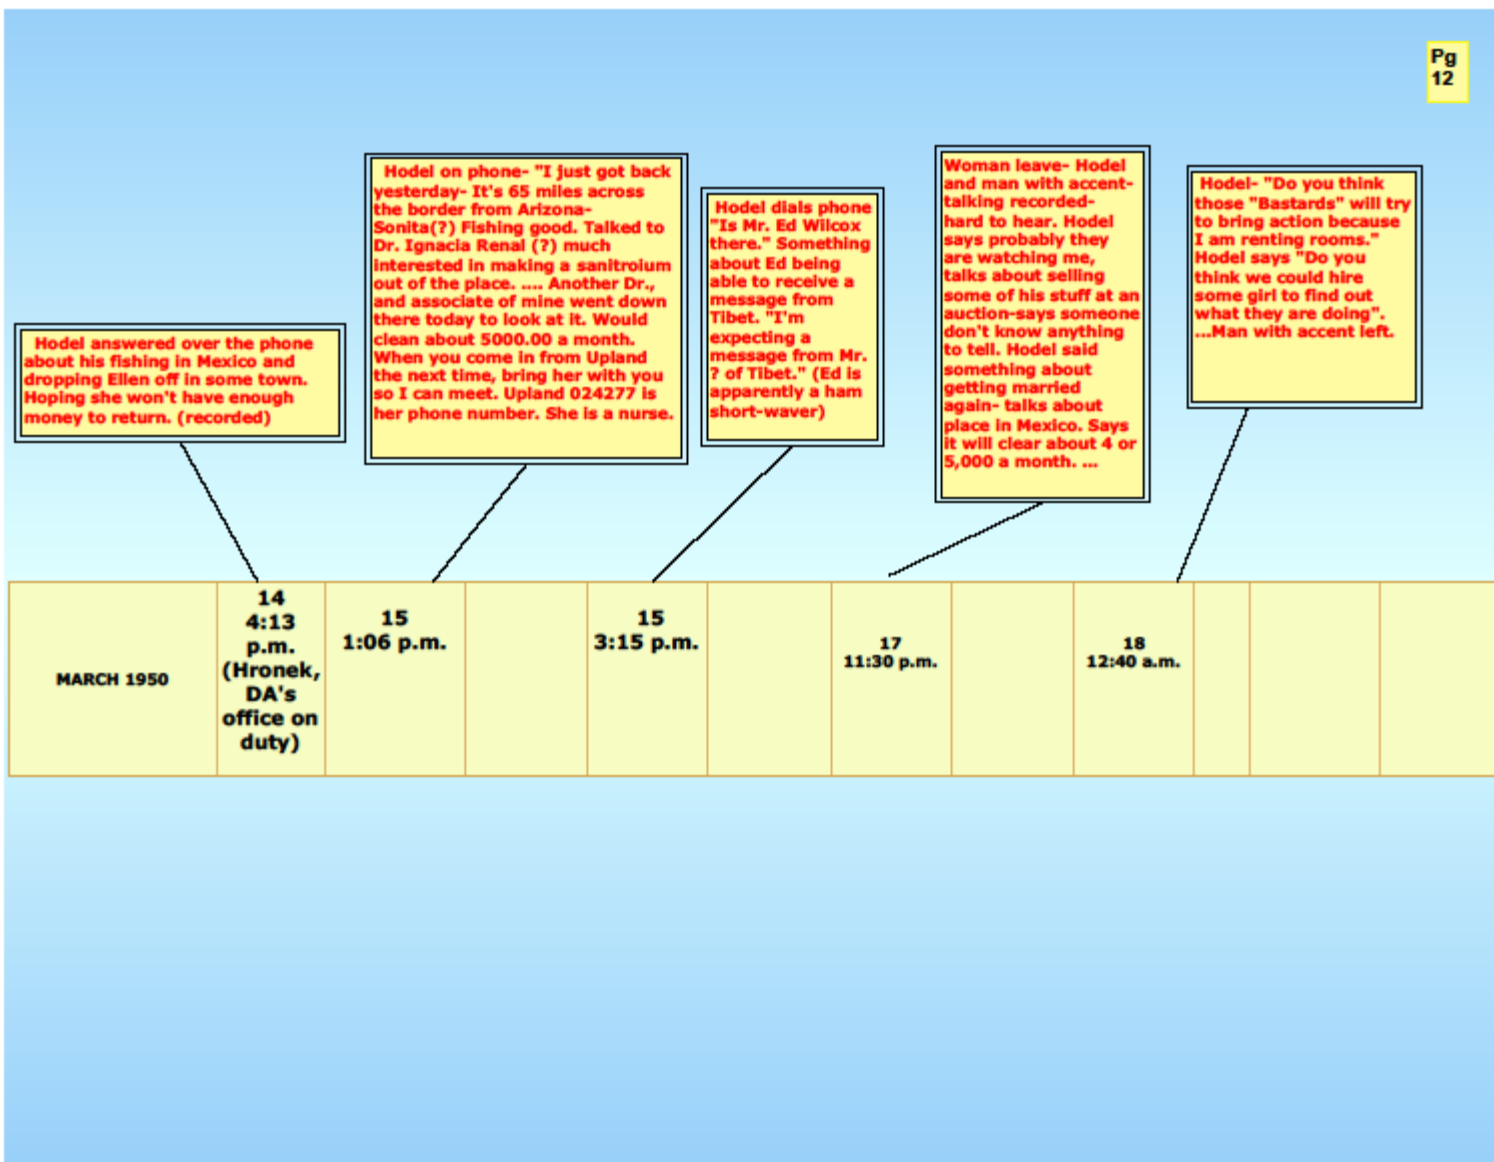 Pg
12
Hodel answered over the phone
about his fishing in Mexico and
dropping Ellen off in some town.
Hoping she won't have enough
money to return. (recorded)
Hodel on phone- "I just got back
yesterday- It's 65 miles across
the border from Arizona-
Sonita(?) Fishing good. Talked to
Dr. Ignacia Renal (?) much
interested in making a sanitroium
out of the place. .... Another Dr.,
and associate of mine went down
there today to look at it. Would
clean about 5000.00 a month.
When you come in from Upland
the next time, bring her with you
so I can meet. Upland 024277 is
her phone number. She is a nurse.
Hodel dials phone
"Is Mr. Ed Wilcox
there." Something
about Ed being
able to receive a
message from
Tibet. "I'm
expecting a
message from Mr.
? of Tibet." (Ed is
apparently a ham
short-waver)
Woman leave- Hodel
and man with accent-
talking recorded-
hard to hear. Hodel
says probably they
are watching me,
talks about selling
some of his stuff at an
auction-says someone
don't know anything
to tell. Hodel said
something about
getting married
again- talks about
place in Mexico. Says
it will clear about 4 or
5,000 a month. ...
Hodel- "Do you think
those "Bastards" will try
to bring action because
I am renting rooms."
Hodel says "Do you
think we could hire
some girl to find out
what they are doing".
...Man with accent left.
MARCH 1950
14
4:13
p.m.
(Hronek,
DA's
office on
duty)
15
1:06 p.m.
15
3:15 p.m.
17
11:30 p.m.
18
12:40 a.m.